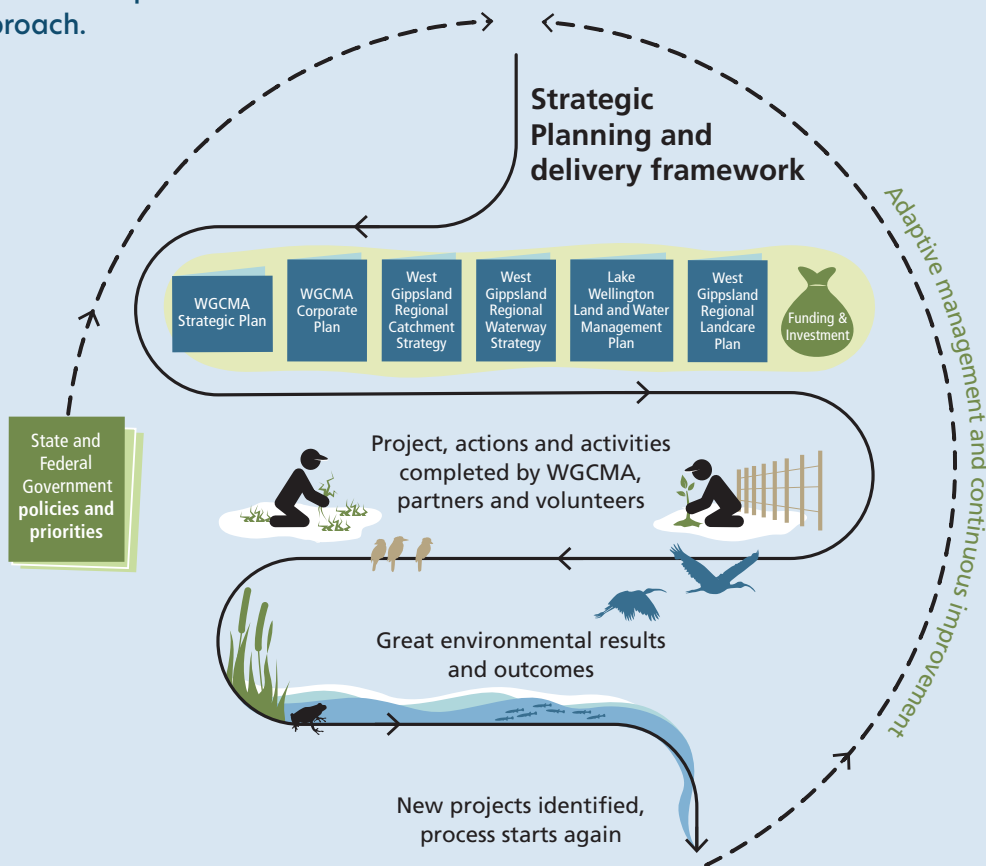 proach.
Strategic
Planning and
delivery framework
WGCMA
Strategic Plan
WGCMA
Corporate
Plan
West
Gippsland
Regional
Catchment
Strategy
West
Gippsland
Regional
Waterway
Strategy
Lake
Wellington
Land and Water
Management
Plan
West
Gippsland
Regional
Landcare
Plan
Funding &
Investment
Adaptive management and continuous improvement
State and
Federal
Government
policies and
priorities
Project, actions and activities
completed by WGCMA,
partners and volunteers
Great environmental results
and outcomes
New projects identified,
process starts again